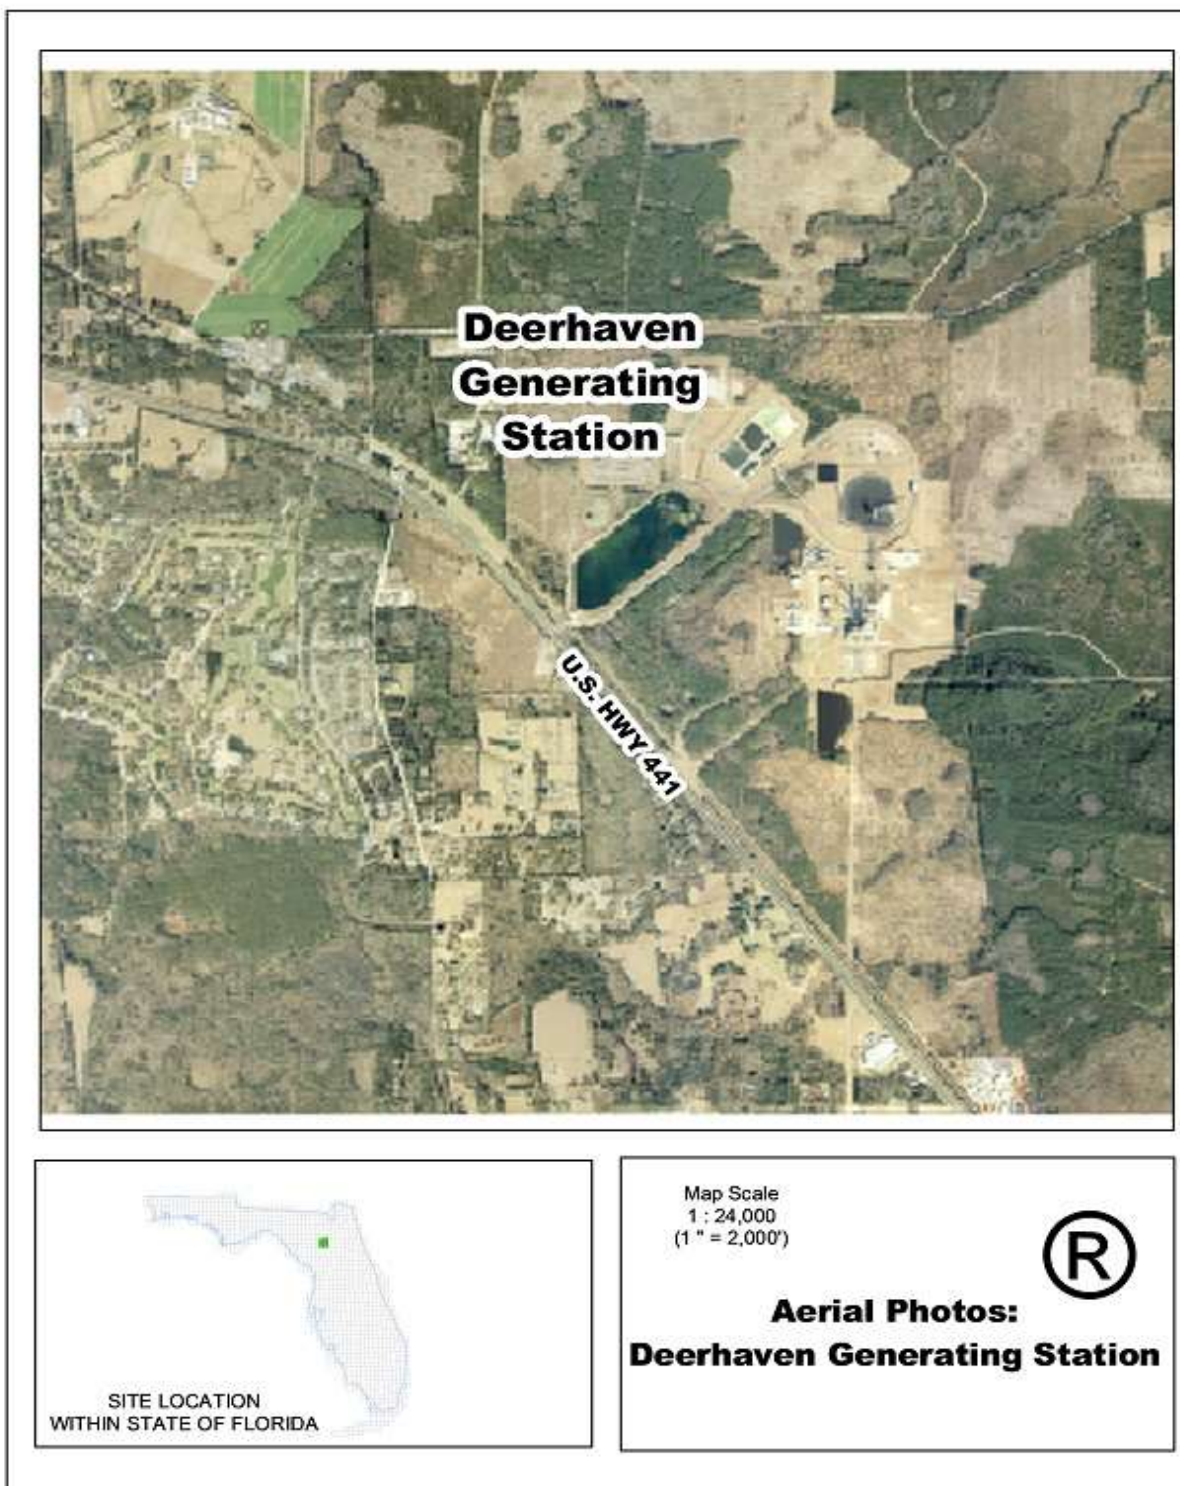 Deerhaven
Generating
Station
U.S. HWY 441
SITE LOCATION
WITHIN STATE OF FLORIDA
Map Scale
1 : 24,000
(1 " = 2,000')
®
Aerial Photos:
Deerhaven Generating Station